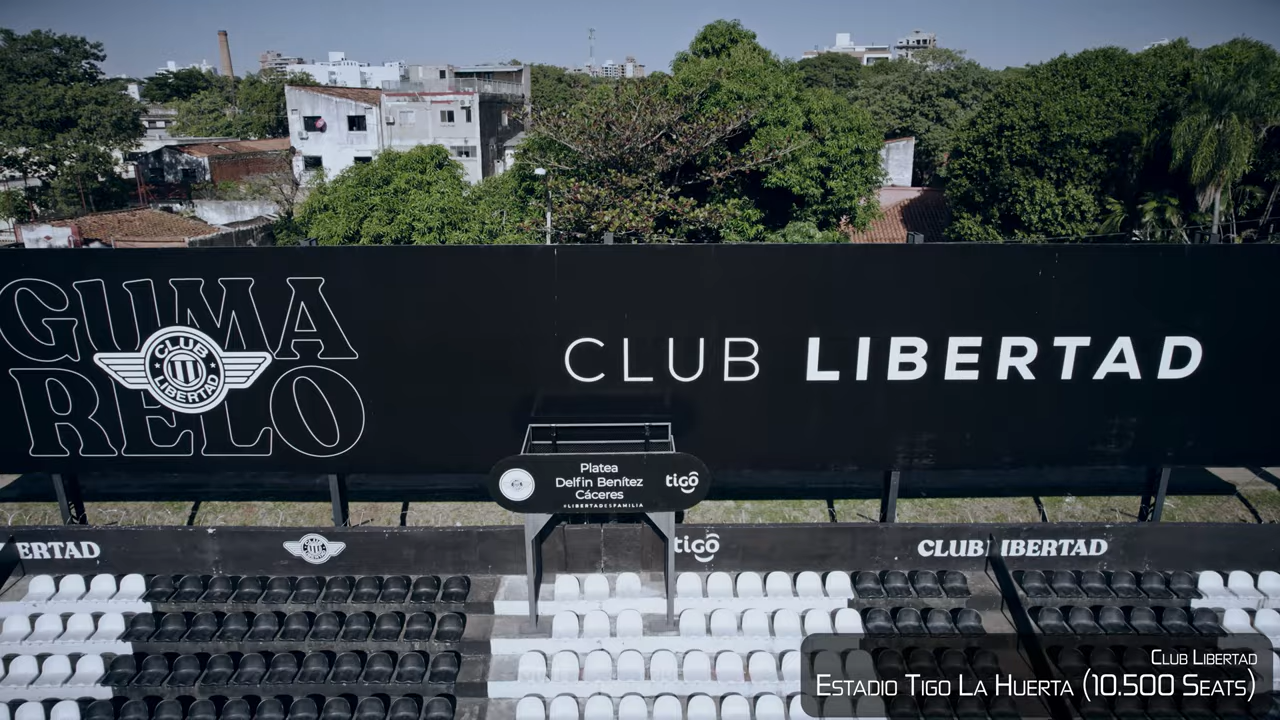 GUMA
RELO
CLUB
LIBERTAD
CLUB LIBERTAD
Platea
Delfin Benítez
Cáceres
#LIBERTADESFAMILIA
tigo
ERTAD
tigo
CLUB LIBERTAD
Club Libertad
Estadio Tigo La Huerta (10.500 Seats)